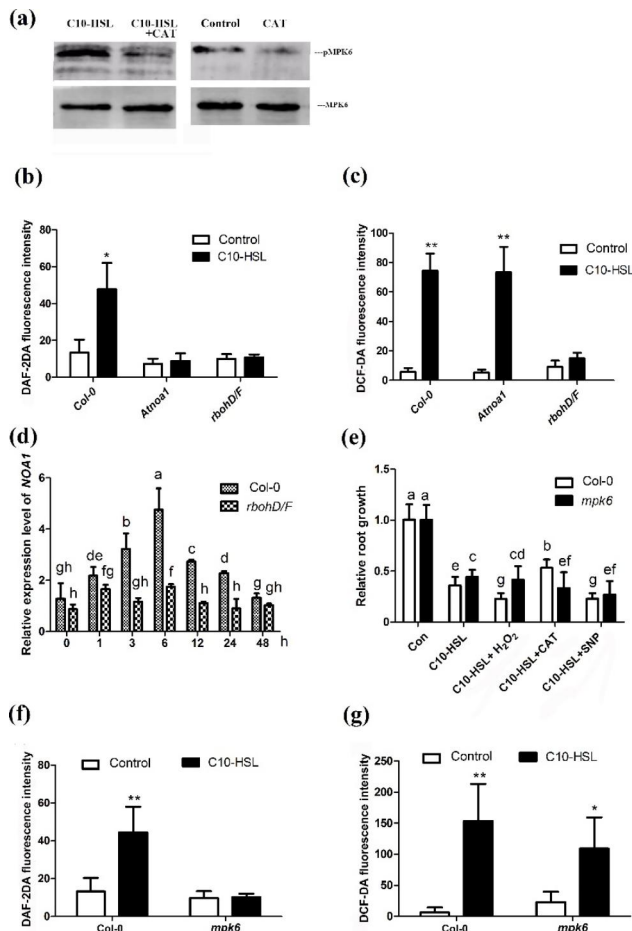 (a)
C10-HSL C10-HSL Control CAT
+CAT
---pMPK6
---MPK6
(b)
DAF-2DA fluorescence intensity
80
60
40
20
0
*
Control
C10-HSL
Col-0 Atnoa1 rbohD/F
(c)
DCF-DA fluorescence intensity
100
80
60
40
20
0
** **
Control
C10-HSL
Col-0 Atnoa1 rbohD/F
(d)
Relative expression level of NOA1
6
4
2
0
gh h de fg b gh a f c h d h g gh
Col-0
rbohD/F
0 1 3 6 12 24 48 h
(e)
Relative root growth
1.5
1.0
0.5
0.0
a a e c g cd b ef g ef
Col-0
mpk6
Con C10-HSL C10-HSL+ H2O2 C10-HSL+CAT C10-HSL+SNP
(f)
DAF-2DA fluorescence intensity
80
60
40
20
0
**
Control C10-HSL
Col-0 mpk6
(g)
DCF-DA fluorescence intensity
250
200
150
100
50
0
** *
Control C10-HSL
Col-0 mpk6